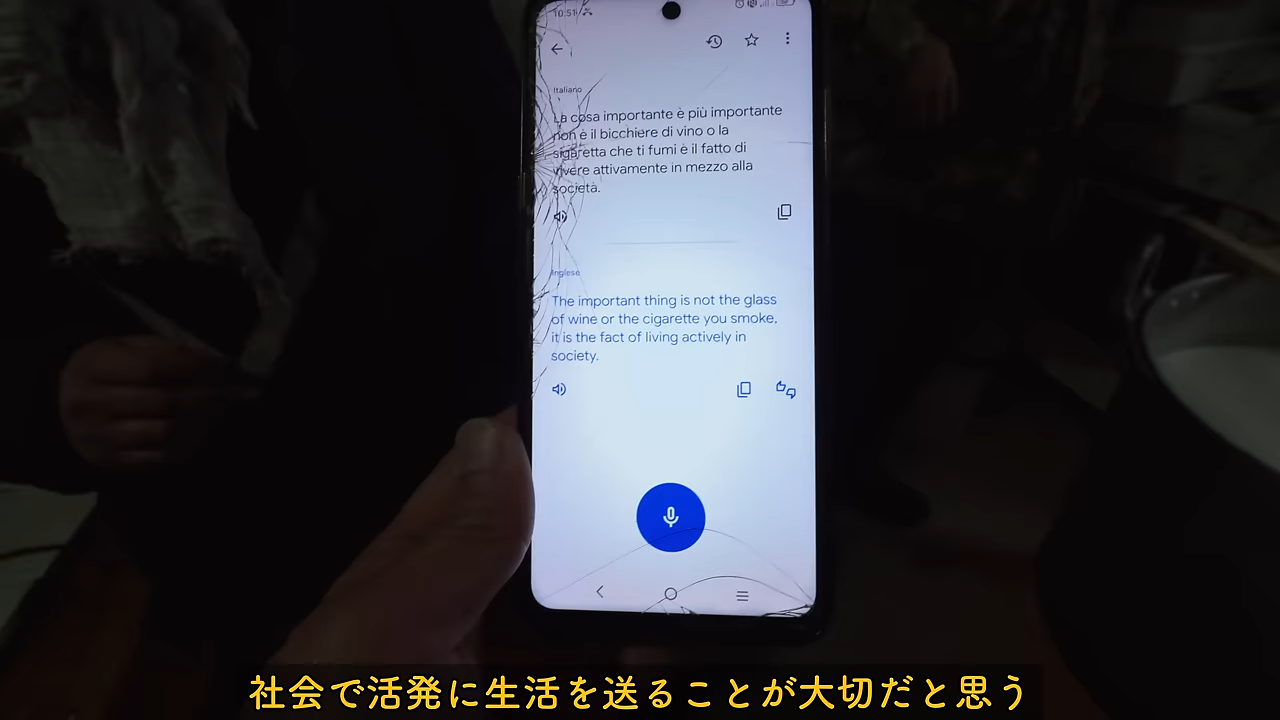 10:51
Italiano
La cosa importante è più importante
non è il bicchiere di vino o la
sigaretta che ti fumi è il fatto di
vivere attivamente in mezzo alla
società.
Inglese
The important thing is not the glass
of wine or the cigarette you smoke,
it is the fact of living actively in
society.
社会で活発に生活を送ることが大切だと思う